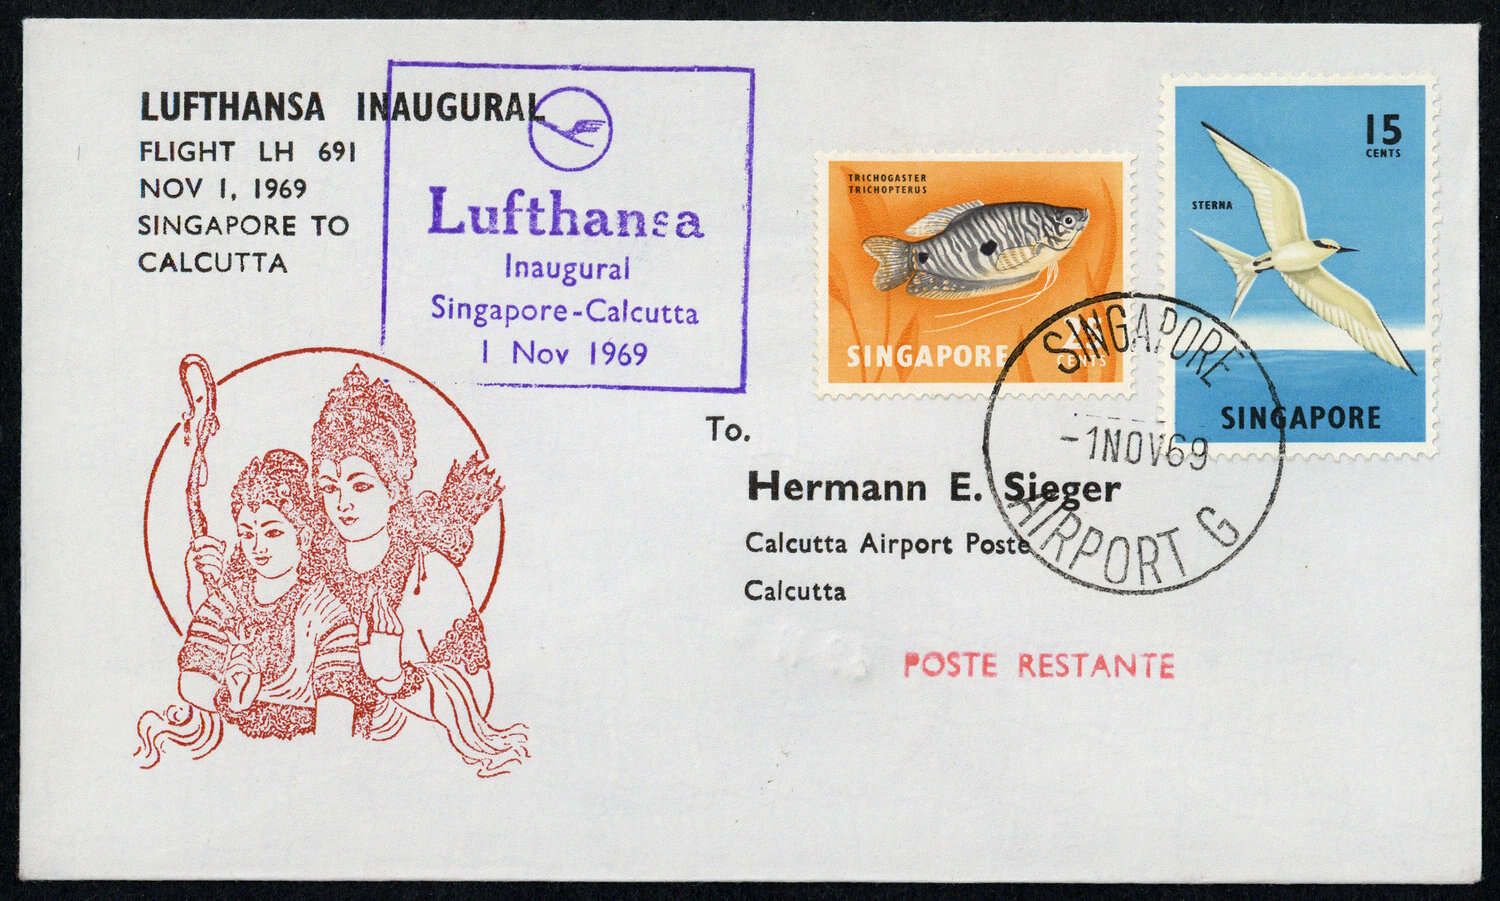 LUFTHANSA INAUGURAL
FLIGHT LH 691
NOV 1, 1969
SINGAPORE TO
CALCUTTA
Lufthansa
Inaugural
Singapore-Calcutta
1 Nov 1969
TRICHOGASTER
TRICHOPTERUS
SINGAPORE
CENTS
15
CENTS
STERNA
SINGAPORE
SINGAPORE
-1NOV69
AIRPORT G
To.
Hermann E. Sieger
Calcutta Airport Poste
Calcutta
POSTE RESTANTE